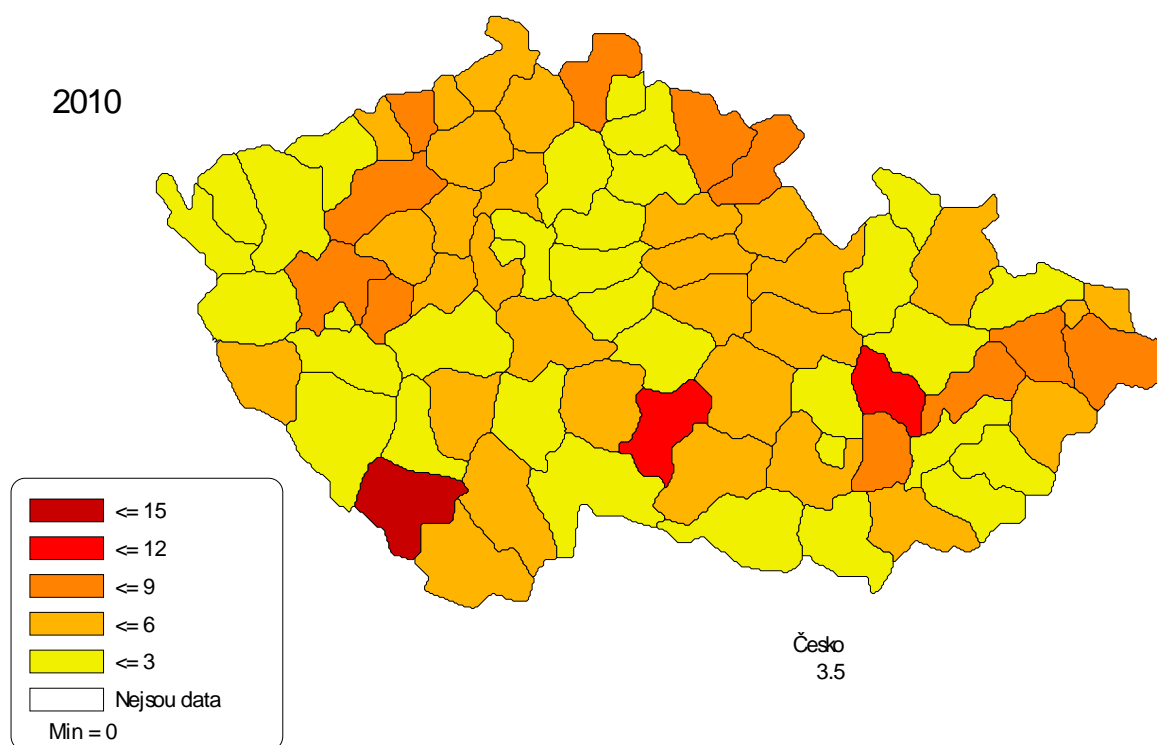 2010
<= 15
<= 12
<= 9
<= 6
<= 3
Nejsou data
Min = 0
Česko
3.5